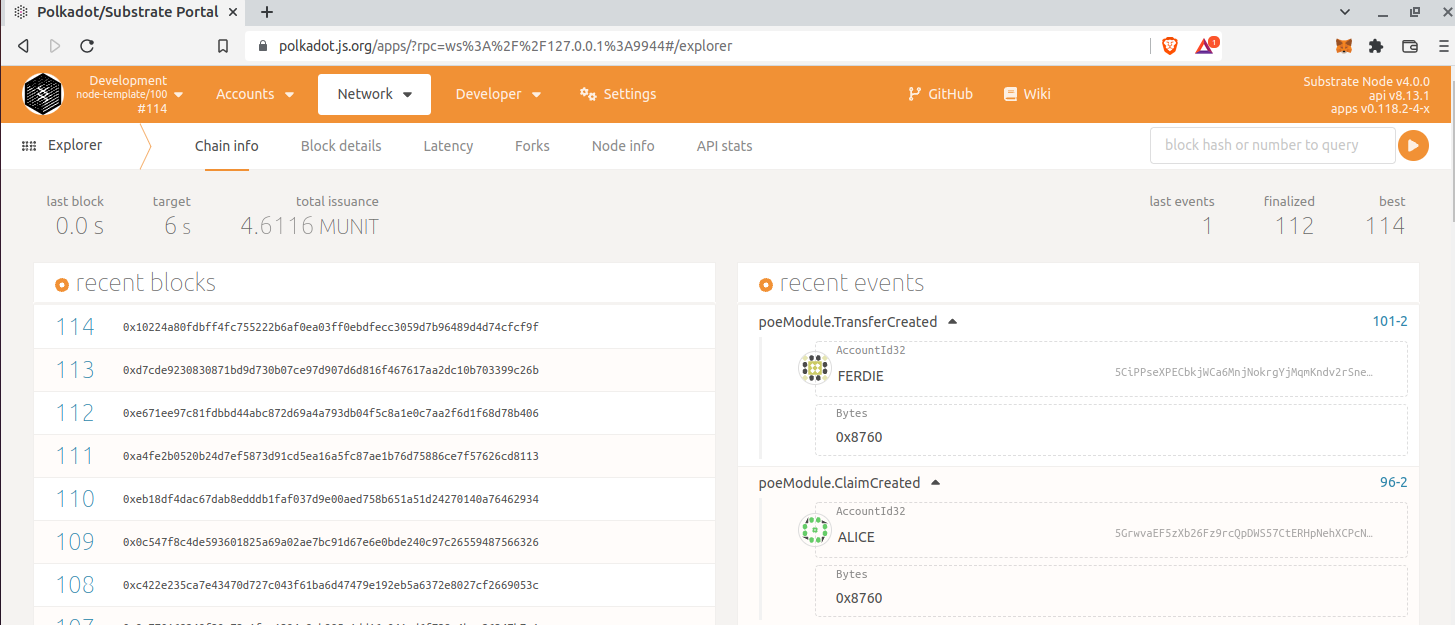 Polkadot/Substrate Portal
polkadot.js.org/apps/?rpc=ws%3A%2F%2F127.0.0.1%3A9944#/explorer
1
Development
node-template/100
#114
Accounts
Network
Developer
Settings
GitHub
Wiki
Substrate Node v4.0.0
api v8.13.1
apps v0.118.2-4-x
Explorer
Chain info
Block details
Latency
Forks
Node info
API stats
block hash or number to query
last block
0.0 s
target
6 s
total issuance
4.6116 MUNIT
last events
1
finalized
112
best
114
recent blocks
114 0x10224a80fdbff4fc755222b6af0ea03ff0ebdfecc3059d7b96489d4d74cfcf9f
113 0xd7cde9230830871bd9d730b07ce97d907d6d816f467617aa2dc10b703399c26b
112 0xe671ee97c81fdbbd44abc872d69a4a793db04f5c8a1e0c7aa2f6d1f68d78b406
111 0xa4fe2b0520b24d7ef5873d91cd5ea16a5fc87ae1b76d75886ce7f57626cd8113
110 0xeb18df4dac67dab8edddb1faf037d9e00aed758b651a51d24270140a76462934
109 0x0c547f8c4de593601825a69a02ae7bc91d67e6e0bde240c97c26559487566326
108 0xc422e235ca7e43470d727c043f61ba6d47479e192eb5a6372e8027cf2669053c
recent events
poeModule.TransferCreated
101-2
AccountId32
FERDIE
5CiPPseXPECbkjWCa6MnjNokrgYjMqmKndv2rSne…
Bytes
0x8760
poeModule.ClaimCreated
96-2
AccountId32
ALICE
5GrwvaEF5zXb26Fz9rcQpDWS57CtERHpNehXCPcN…
Bytes
0x8760